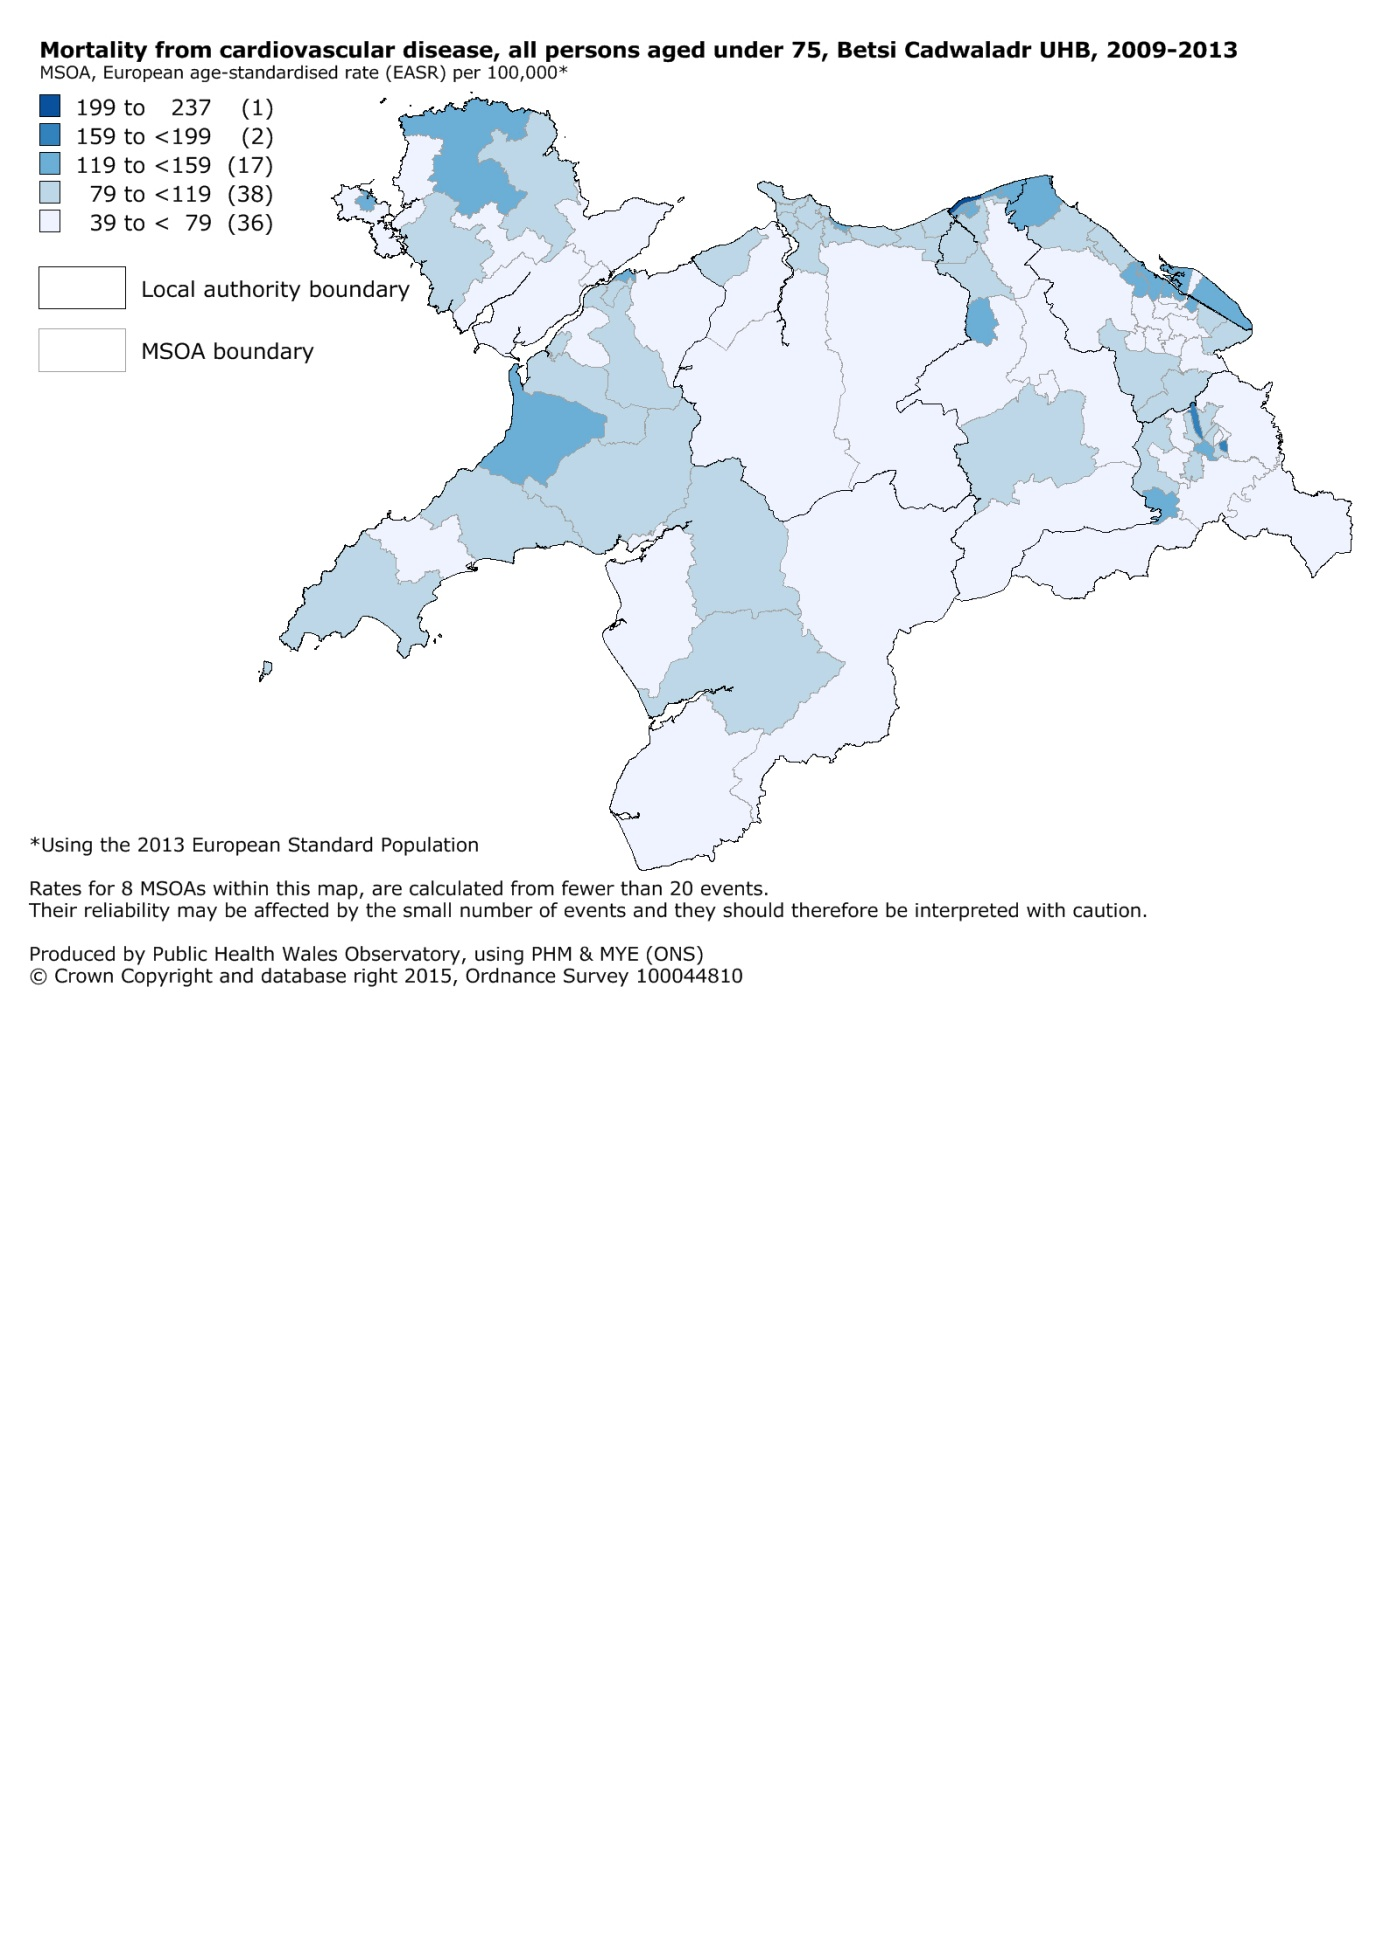 Mortality from cardiovascular disease, all persons aged under 75, Betsi Cadwaladr UHB, 2009-2013
MSOA, European age-standardised rate (EASR) per 100,000*
199 to 237 (1)
159 to <199 (2)
119 to <159 (17)
79 to <119 (38)
39 to < 79 (36)
Local authority boundary
MSOA boundary
*Using the 2013 European Standard Population
Rates for 8 MSOAs within this map, are calculated from fewer than 20 events.
Their reliability may be affected by the small number of events and they should therefore be interpreted with caution.
Produced by Public Health Wales Observatory, using PHM & MYE (ONS)
© Crown Copyright and database right 2015, Ordnance Survey 100044810